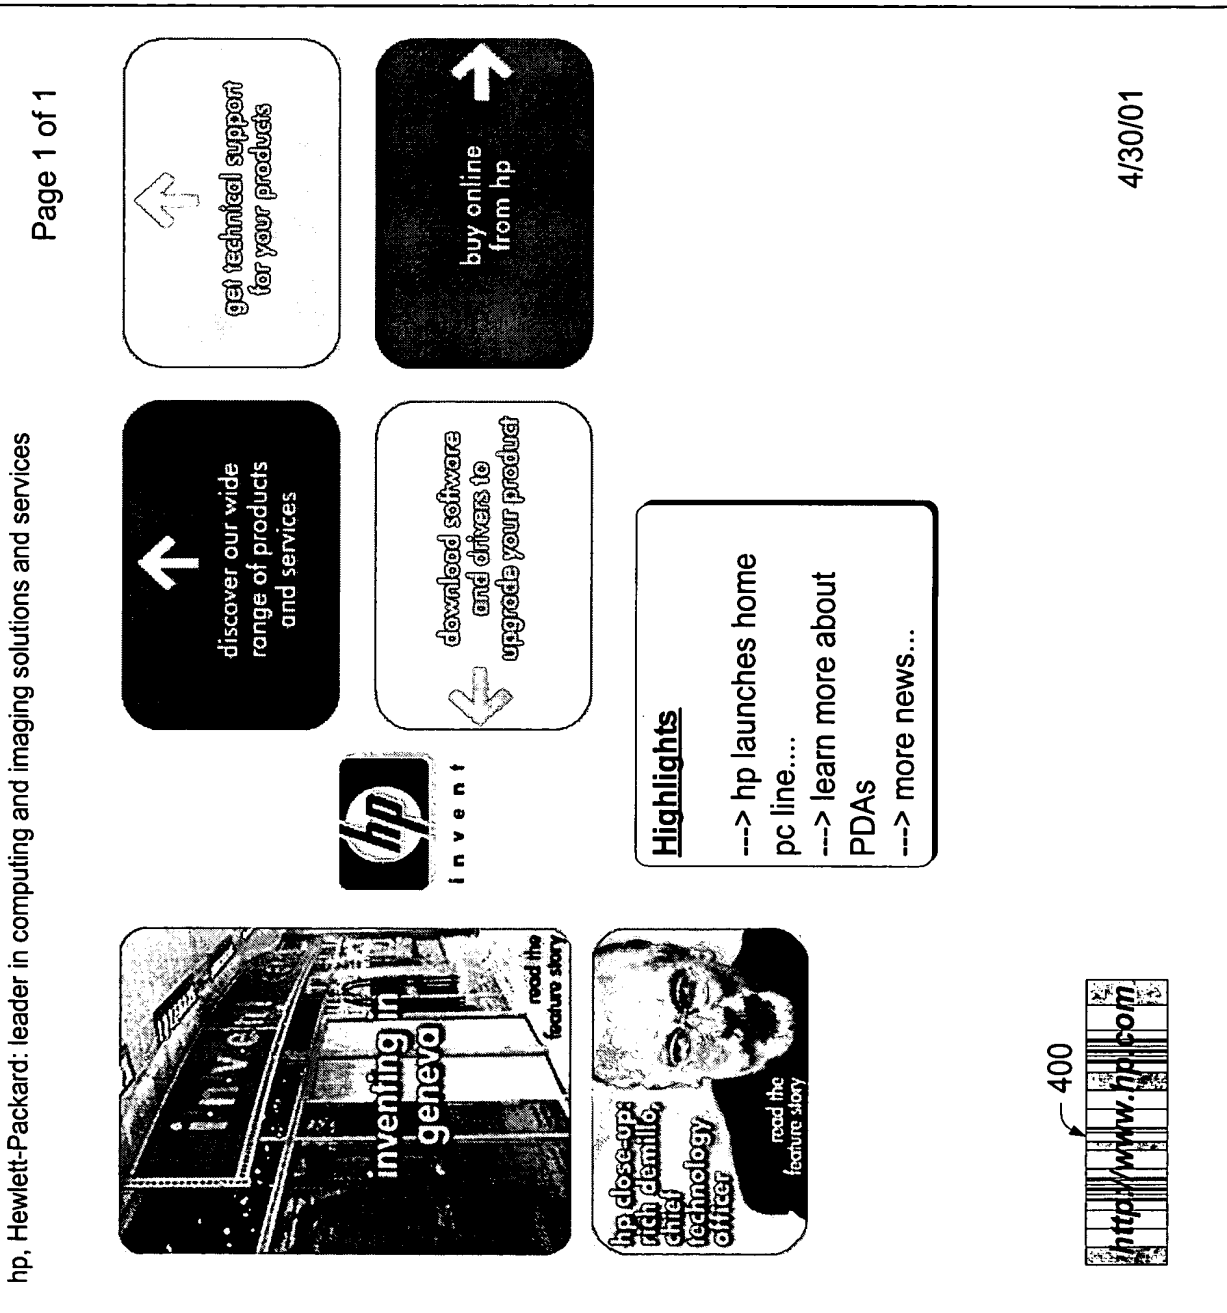 hp, Hewlett-Packard: leader in computing and imaging solutions and services
Page 1 of 1
i·n·v·e·n·t
inventing in
geneva
read the
feature story
hp
invent
discover our wide
range of products
and services
get technical support
for your products
download software
and drivers to
upgrade your product
buy online
from hp
hp close-up:
rich demillo,
chief
technology
officer
read the
feature story
Highlights
---> hp launches home
pc line....
---> learn more about
PDAs
---> more news...
400
http://www.hp.com
4/30/01